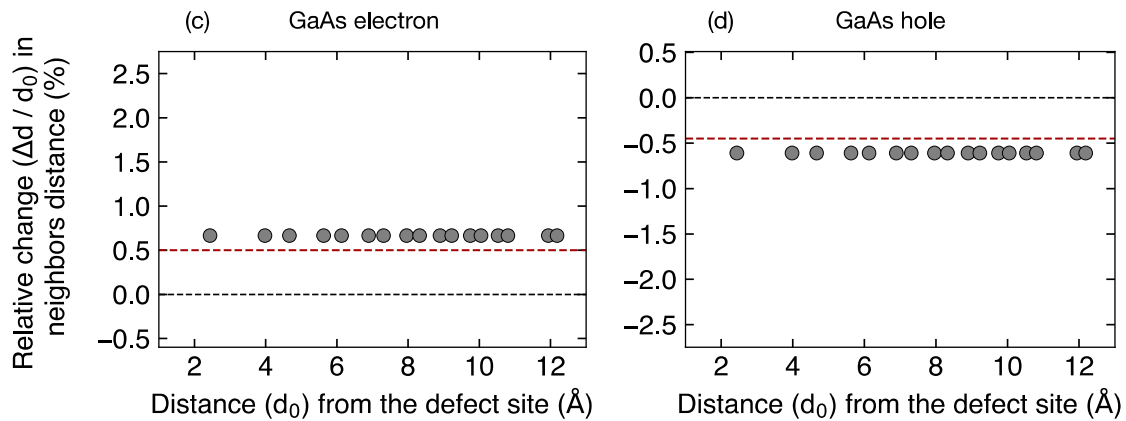 (c) GaAs electron
(d) GaAs hole
Relative change (Δd / d₀) in
neighbors distance (%)
2.5
2.0
1.5
1.0
0.5
0.0
−0.5
2 4 6 8 10 12
Distance (d₀) from the defect site (Å)
0.5
0.0
−0.5
−1.0
−1.5
−2.0
−2.5
2 4 6 8 10 12
Distance (d₀) from the defect site (Å)